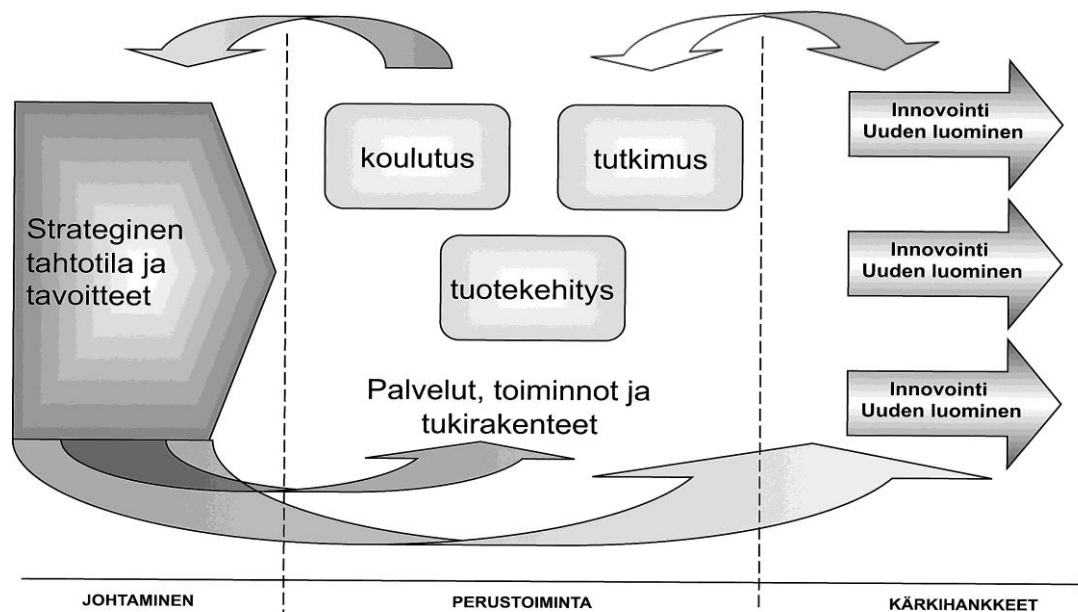 Strateginen
tahtotila ja
tavoitteet
koulutus
tutkimus
tuotekehitys
Palvelut, toiminnot ja
tukirakenteet
Innovointi
Uuden luominen
Innovointi
Uuden luominen
Innovointi
Uuden luominen
JOHTAMINEN
PERUSTOIMINTA
KÄRKIHANKKEET